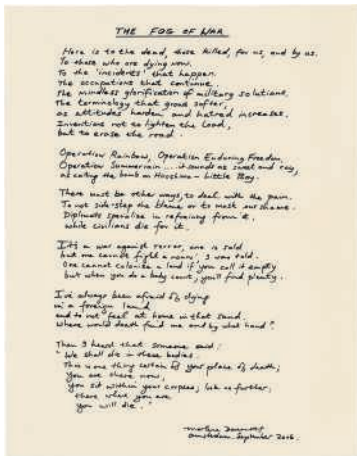 THE FOG OF WAR
Here is to the dead, those killed, for us, and by us.
To those who are dying now.
To the 'incidents' that happen.
The occupations that continue.
The mindless glorification of military solutions.
The terminology that grows softer,
as attitudes harden and hatred increases.
Inventions not to lighten the load,
but to erase the road.
Operation Rainbow, Operation Enduring Freedom,
Operation Summerrain... it sounds as sweet and rosy,
as calling the bomb on Hiroshima - Little Boy.
There must be other ways, to deal with the pain.
To not side-step the blame or to mask our shame.
Diplomats specialize in refraining from it,
while civilians die for it.
It's a war against terror, one is told
but one cannot fight a noun, I was told.
One cannot colonize a land if you call it empty
but when you do a body count, you'll find plenty.
I've always been afraid of dying
in a foreign land
and to not feel at home in that sand.
Where would death find me and by what hand?
Then I heard that someone said:
"We shall die in these bodies.
This is one thing certain of your place of death;
You are there now,
You sit within your corpses; look no further;
there where you are
you will die."
Marlene Dumas
Amsterdam September 2006